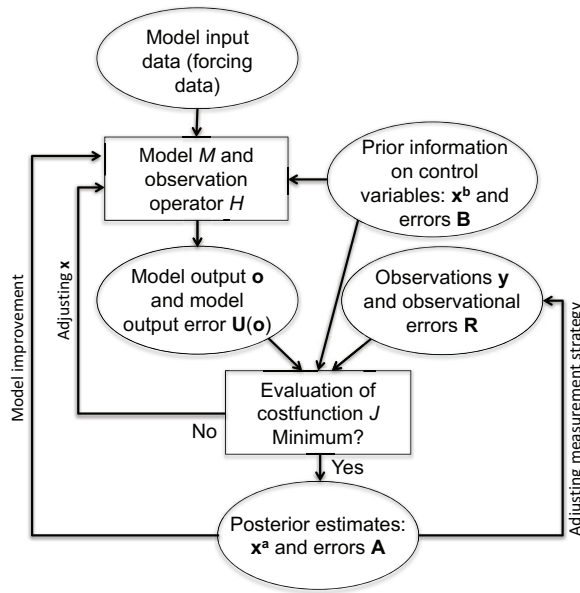 Model input
data (forcing
data)
Model M and
observation
operator H
Prior information
on control
variables: xᵇ and
errors B
Model output o
and model
output error U(o)
Observations y
and observational
errors R
Evaluation of
costfunction J
Minimum?
No
Yes
Posterior estimates:
xᵃ and errors A
Model improvement
Adjusting x
Adjusting measurement strategy